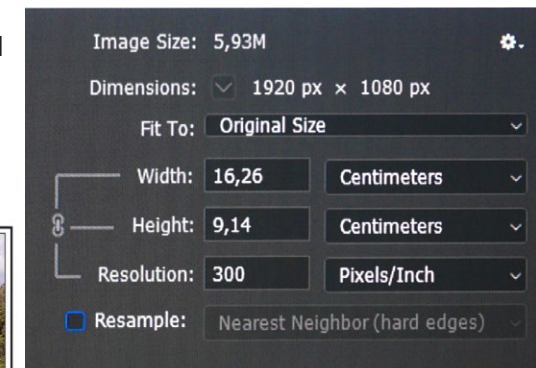 Image Size: 5,93M
Dimensions: 1920 px × 1080 px
Fit To: Original Size
Width: 16,26 Centimeters
Height: 9,14 Centimeters
Resolution: 300 Pixels/Inch
Resample: Nearest Neighbor (hard edges)